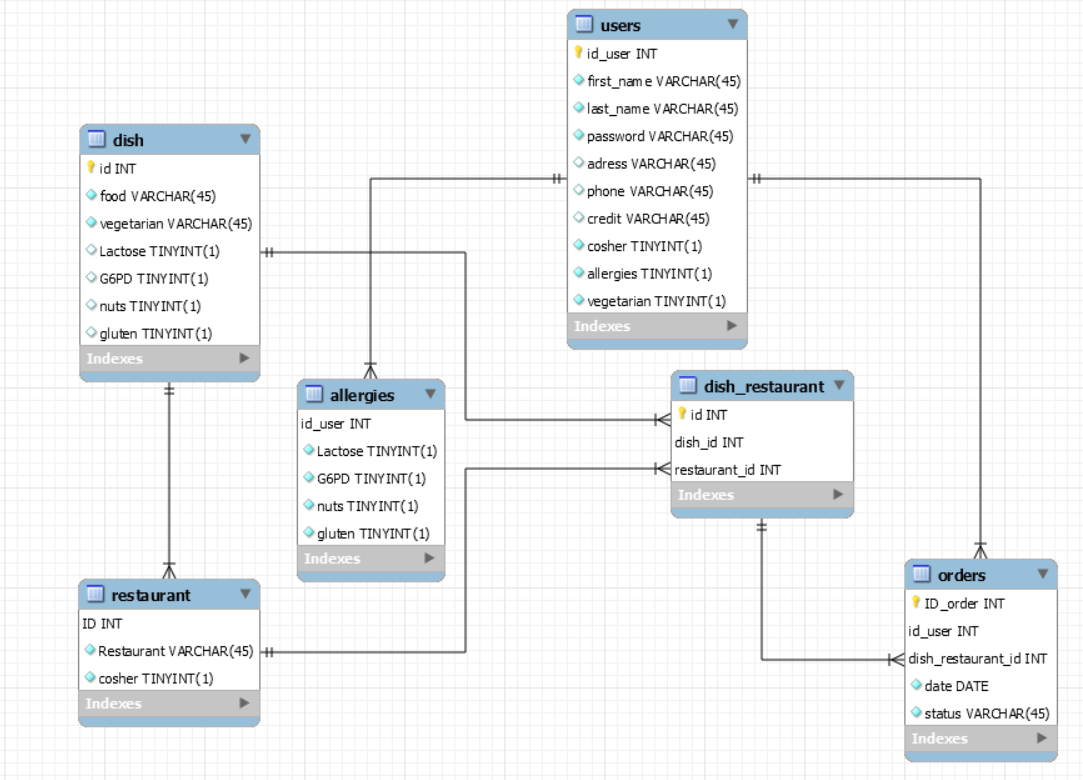 users
id_user INT
first_name VARCHAR(45)
last_name VARCHAR(45)
password VARCHAR(45)
adress VARCHAR(45)
phone VARCHAR(45)
credit VARCHAR(45)
cosher TINYINT(1)
allergies TINYINT(1)
vegetarian TINYINT(1)
Indexes
dish
id INT
food VARCHAR(45)
vegetarian VARCHAR(45)
Lactose TINYINT(1)
G6PD TINYINT(1)
nuts TINYINT(1)
gluten TINYINT(1)
Indexes
allergies
id_user INT
Lactose TINYINT(1)
G6PD TINYINT(1)
nuts TINYINT(1)
gluten TINYINT(1)
Indexes
dish_restaurant
id INT
dish_id INT
restaurant_id INT
Indexes
restaurant
ID INT
Restaurant VARCHAR(45)
cosher TINYINT(1)
Indexes
orders
ID_order INT
id_user INT
dish_restaurant_id INT
date DATE
status VARCHAR(45)
Indexes